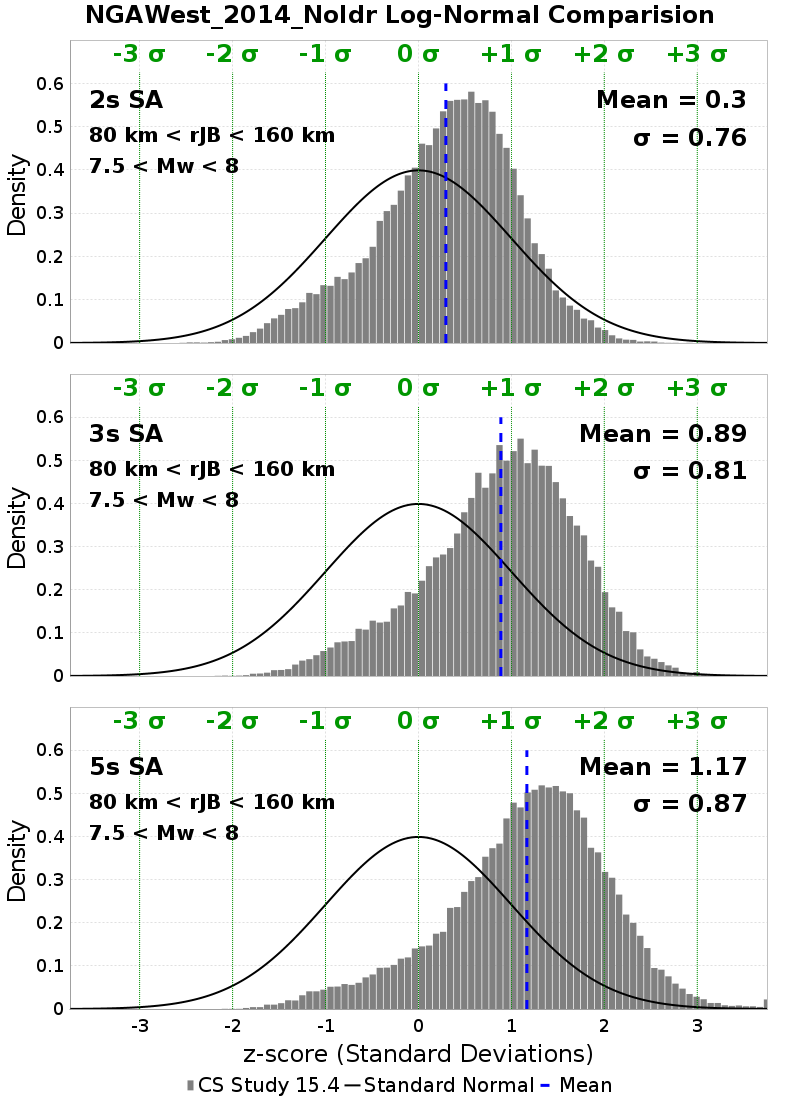 NGAWest_2014_NoIdr Log-Normal Comparision
-3 σ -2 σ -1 σ 0 σ +1 σ +2 σ +3 σ
0.6
2s SA Mean = 0.3
0.5 80 km < rJB < 160 km σ = 0.76
0.4 7.5 < Mw < 8
Density
0.3
0.2
0.1
0
-3 σ -2 σ -1 σ 0 σ +1 σ +2 σ +3 σ
0.6
3s SA Mean = 0.89
0.5 80 km < rJB < 160 km σ = 0.81
0.4 7.5 < Mw < 8
Density
0.3
0.2
0.1
0
-3 σ -2 σ -1 σ 0 σ +1 σ +2 σ +3 σ
0.6
5s SA Mean = 1.17
0.5 80 km < rJB < 160 km σ = 0.87
0.4 7.5 < Mw < 8
Density
0.3
0.2
0.1
0
-3 -2 -1 0 1 2 3
z-score (Standard Deviations)
CS Study 15.4 Standard Normal Mean